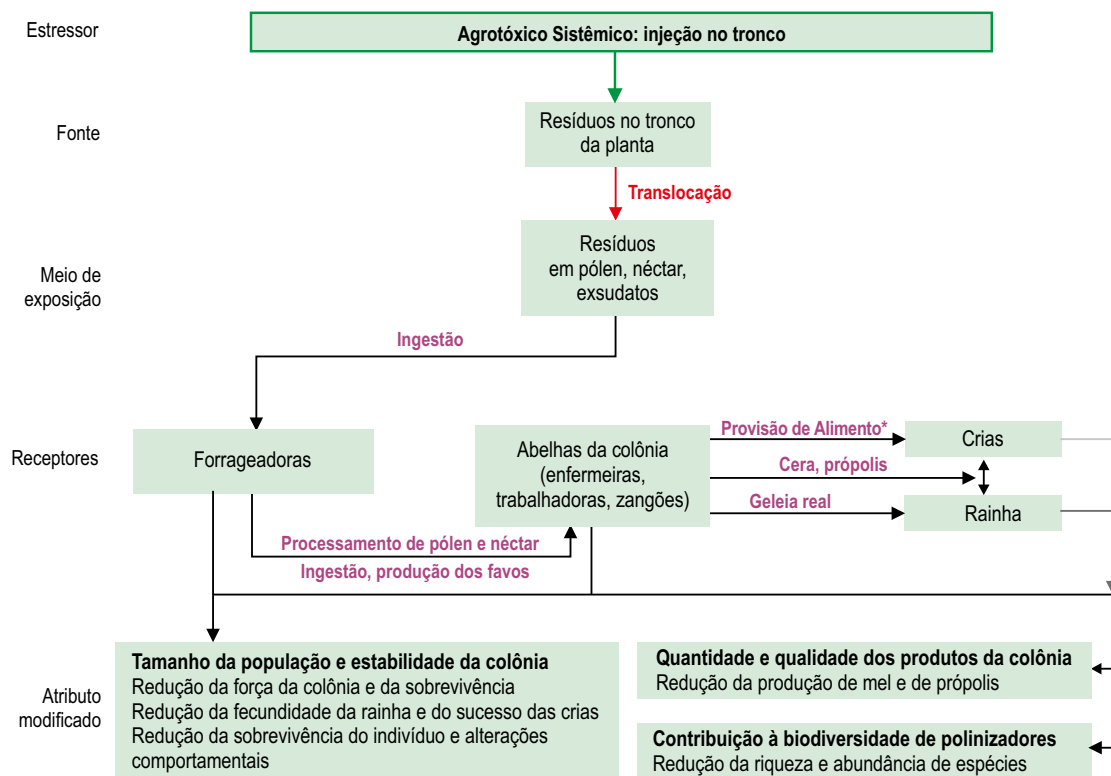 Estressor
Agrotóxico Sistêmico: injeção no tronco
Fonte
Resíduos no tronco
da planta
Translocação
Meio de
exposição
Resíduos
em pólen, néctar,
exsudatos
Ingestão
Receptores
Forrageadoras
Abelhas da colônia
(enfermeiras,
trabalhadoras, zangões)
Provisão de Alimento*
Crias
Cera, própolis
Geleia real
Rainha
Processamento de pólen e néctar
Ingestão, produção dos favos
Atributo
modificado
Tamanho da população e estabilidade da colônia
Redução da força da colônia e da sobrevivência
Redução da fecundidade da rainha e do sucesso das crias
Redução da sobrevivência do indivíduo e alterações
comportamentais
Quantidade e qualidade dos produtos da colônia
Redução da produção de mel e de própolis
Contribuição à biodiversidade de polinizadores
Redução da riqueza e abundância de espécies